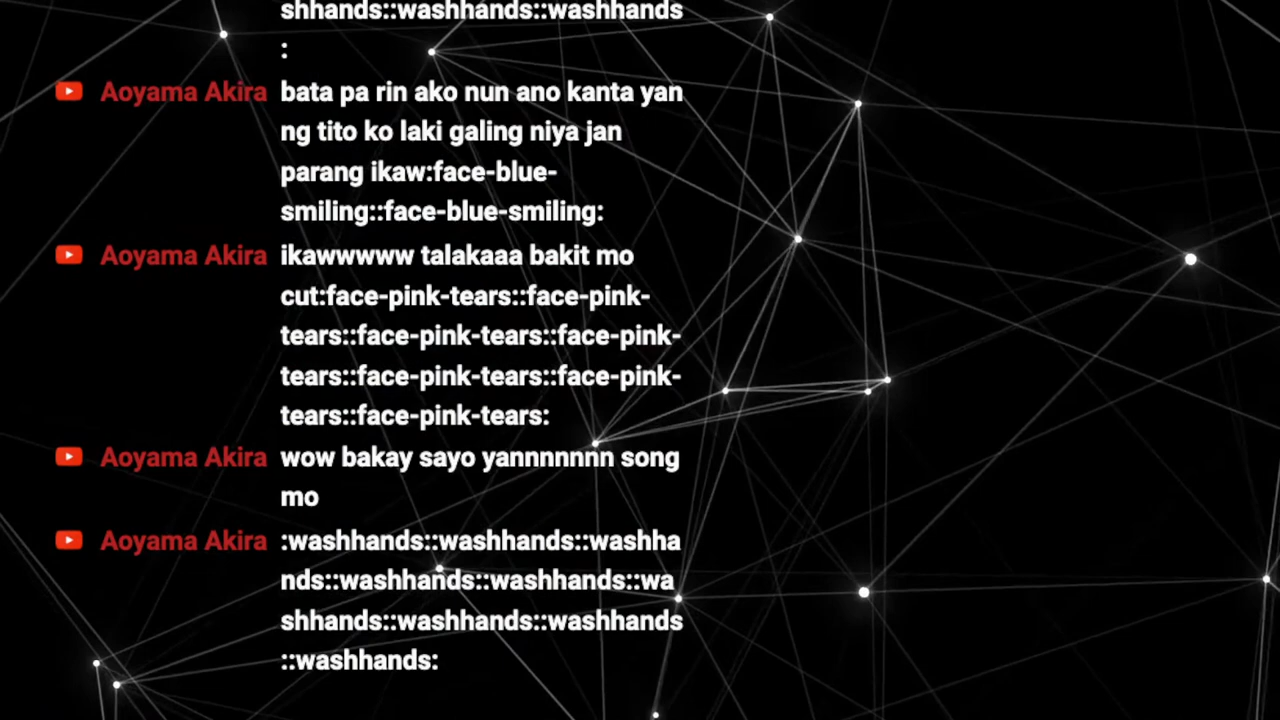 shhands::washhands::washhands
:
Aoyama Akira bata pa rin ako nun ano kanta yan
ng tito ko laki galing niya jan
parang ikaw:face-blue-
smiling::face-blue-smiling:
Aoyama Akira ikawwwww talakaaa bakit mo
cut:face-pink-tears::face-pink-
tears::face-pink-tears::face-pink-
tears::face-pink-tears::face-pink-
tears::face-pink-tears:
Aoyama Akira wow bakay sayo yannnnnnn song
mo
Aoyama Akira :washhands::washhands::washha
nds::washhands::washhands::wa
shhands::washhands::washhands
::washhands: